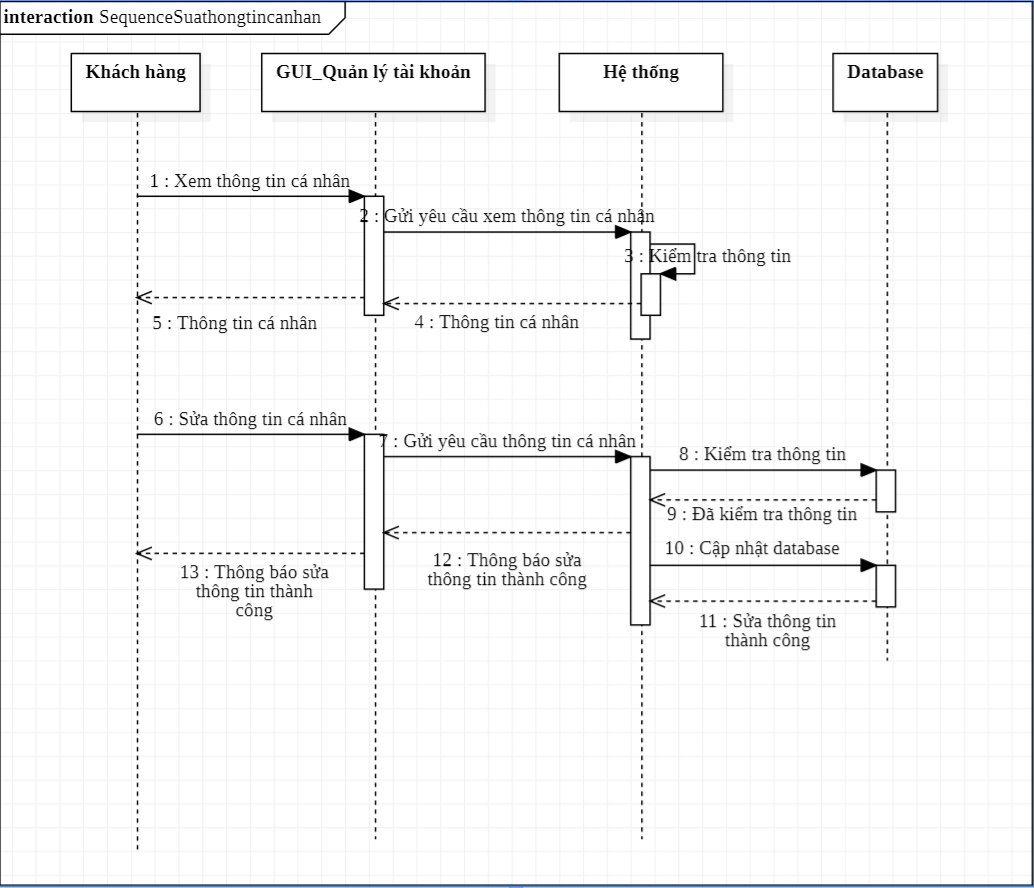 interaction SequenceSuathongtincanhan
Khách hàng
GUI_Quản lý tài khoản
Hệ thống
Database
1 : Xem thông tin cá nhân
2 : Gửi yêu cầu xem thông tin cá nhân
3 : Kiểm tra thông tin
4 : Thông tin cá nhân
5 : Thông tin cá nhân
6 : Sửa thông tin cá nhân
7 : Gửi yêu cầu thông tin cá nhân
8 : Kiểm tra thông tin
9 : Đã kiểm tra thông tin
10 : Cập nhật database
11 : Sửa thông tin
thành công
12 : Thông báo sửa
thông tin thành công
13 : Thông báo sửa
thông tin thành
công